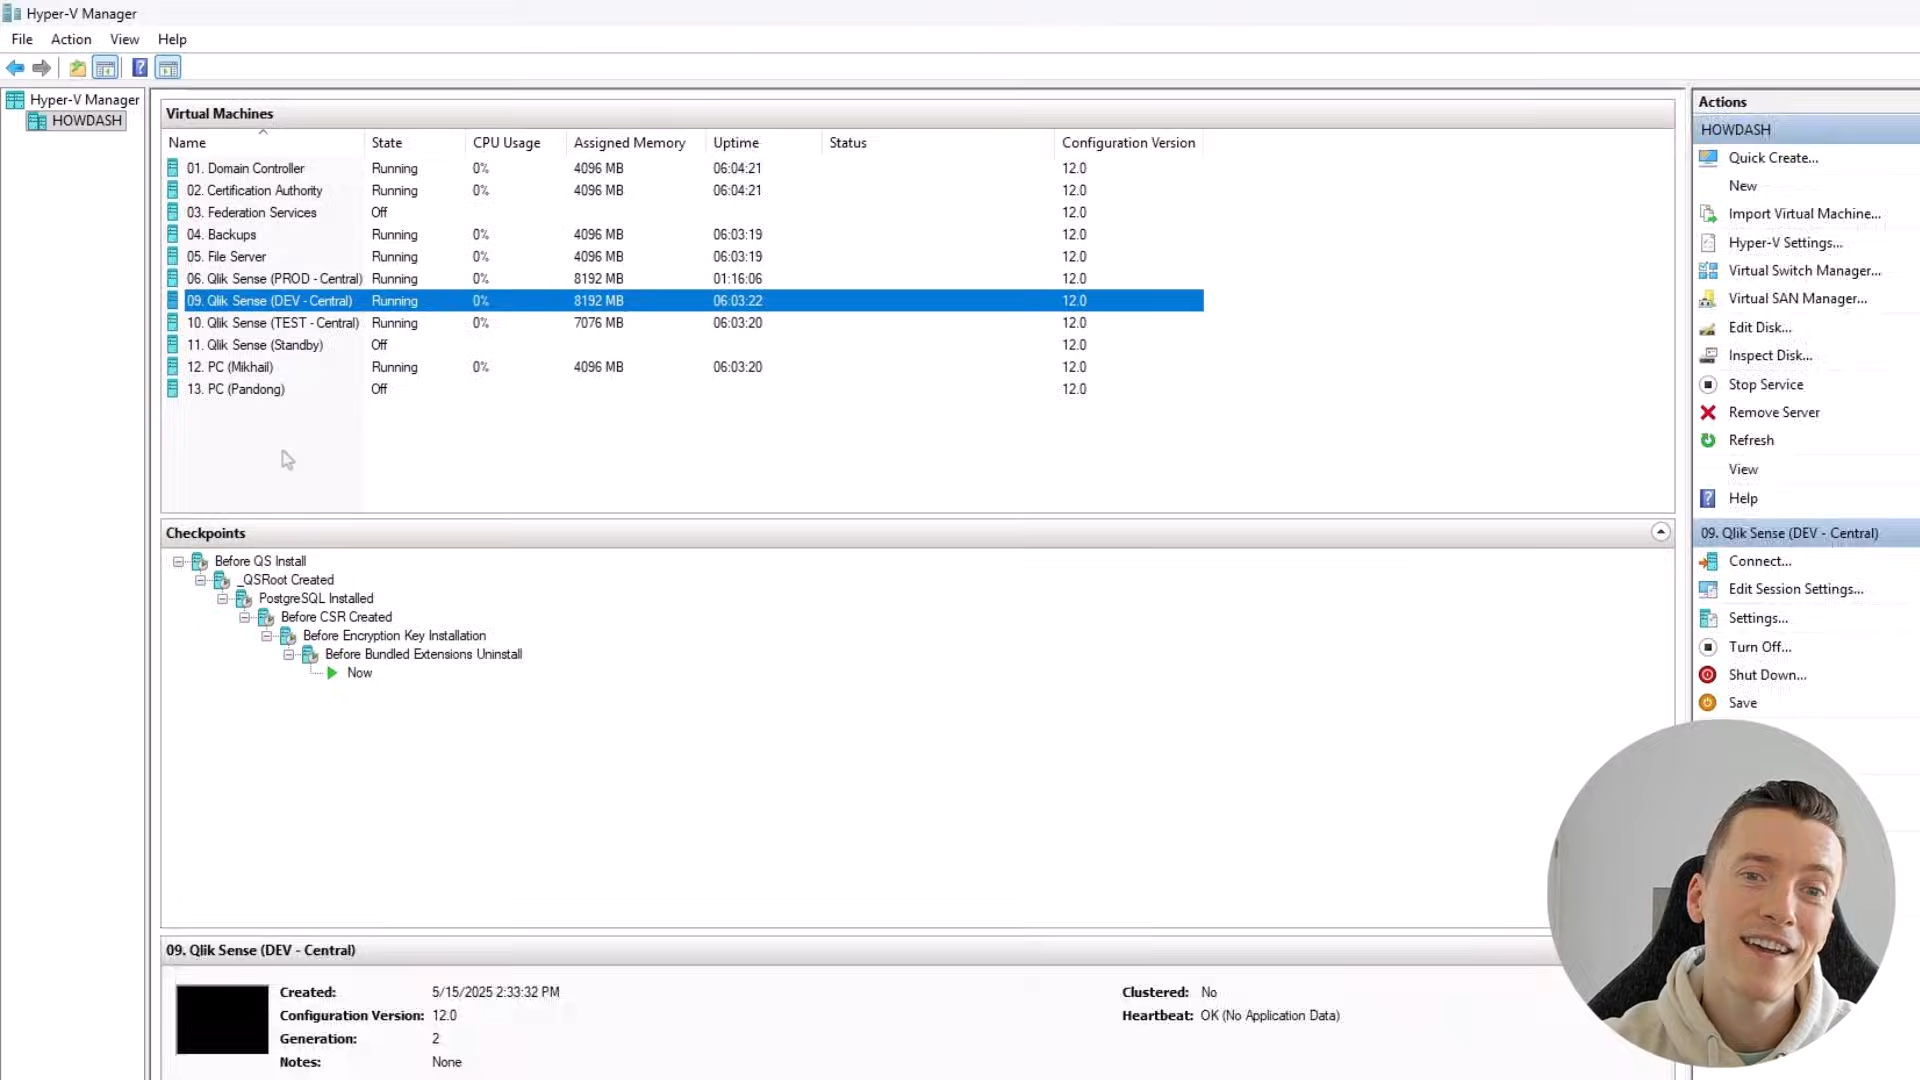 Hyper-V Manager
File Action View Help
Hyper-V Manager
HOWDASH
Virtual Machines
Name State CPU Usage Assigned Memory Uptime Status Configuration Version
01. Domain Controller Running 0% 4096 MB 06:04:21 12.0
02. Certification Authority Running 0% 4096 MB 06:04:21 12.0
03. Federation Services Off 12.0
04. Backups Running 0% 4096 MB 06:03:19 12.0
05. File Server Running 0% 4096 MB 06:03:19 12.0
06. Qlik Sense (PROD - Central) Running 0% 8192 MB 01:16:06 12.0
09. Qlik Sense (DEV - Central) Running 0% 8192 MB 06:03:22 12.0
10. Qlik Sense (TEST - Central) Running 0% 7076 MB 06:03:20 12.0
11. Qlik Sense (Standby) Off 12.0
12. PC (Mikhail) Running 0% 4096 MB 06:03:20 12.0
13. PC (Pandong) Off 12.0
Checkpoints
Before QS Install
_QSRoot Created
PostgreSQL Installed
Before CSR Created
Before Encryption Key Installation
Before Bundled Extensions Uninstall
Now
09. Qlik Sense (DEV - Central)
Created: 5/15/2025 2:33:32 PM Clustered: No
Configuration Version: 12.0 Heartbeat: OK (No Application Data)
Generation: 2
Notes: None
Actions
HOWDASH
Quick Create...
New
Import Virtual Machine...
Hyper-V Settings...
Virtual Switch Manager...
Virtual SAN Manager...
Edit Disk...
Inspect Disk...
Stop Service
Remove Server
Refresh
View
Help
09. Qlik Sense (DEV - Central)
Connect...
Edit Session Settings...
Settings...
Turn Off...
Shut Down...
Save